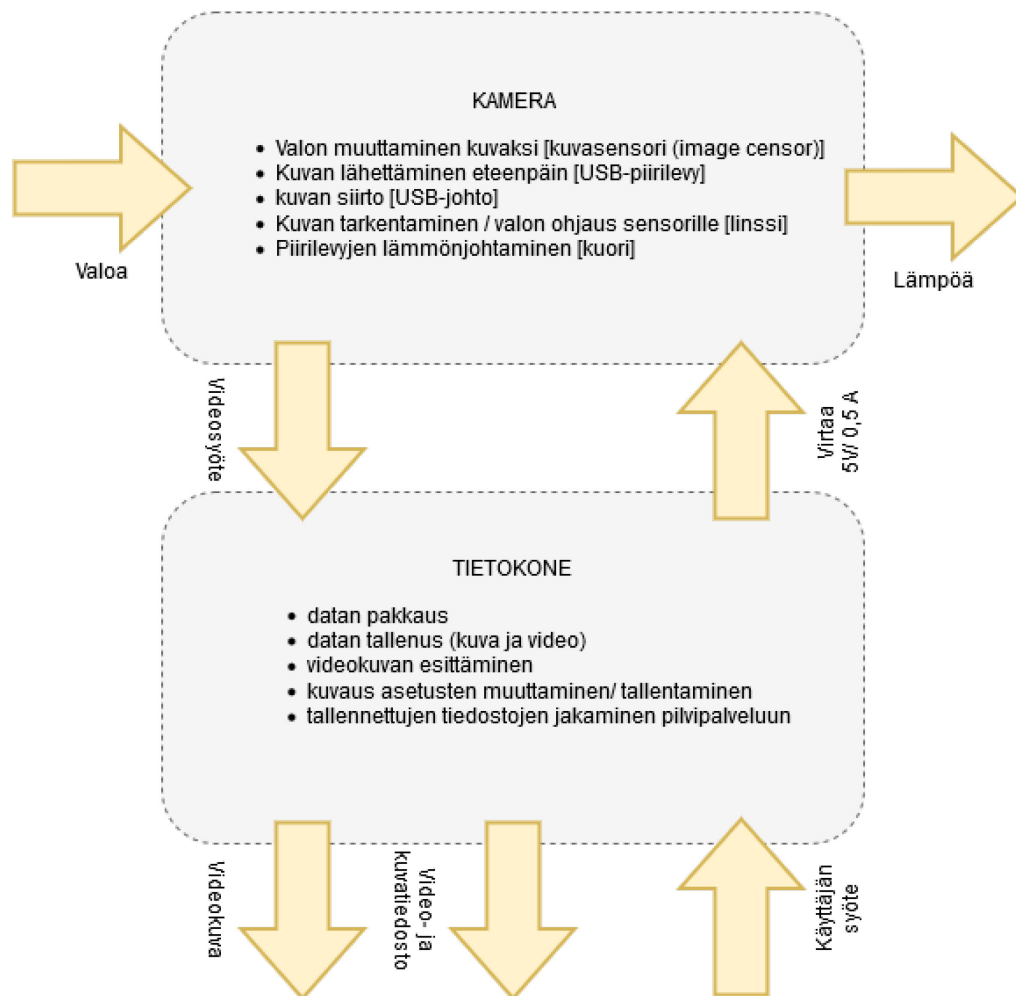 KAMERA
• Valon muuttaminen kuvaksi [kuvasensori (image censor)]
• Kuvan lähettäminen eteenpäin [USB-piirilevy]
• kuvan siirto [USB-johto]
• Kuvan tarkentaminen / valon ohjaus sensorille [linssi]
• Piirilevyjen lämmönjohtaminen [kuori]
Valoa
Lämpöä
Videosyöte
Virtaa
5V/ 0,5 A
TIETOKONE
• datan pakkaus
• datan tallenus (kuva ja video)
• videokuvan esittäminen
• kuvaus asetusten muuttaminen/ tallentaminen
• tallennettujen tiedostojen jakaminen pilvipalveluun
Videokuva
Video- ja
kuvatiedosto
Käyttäjän
syöte